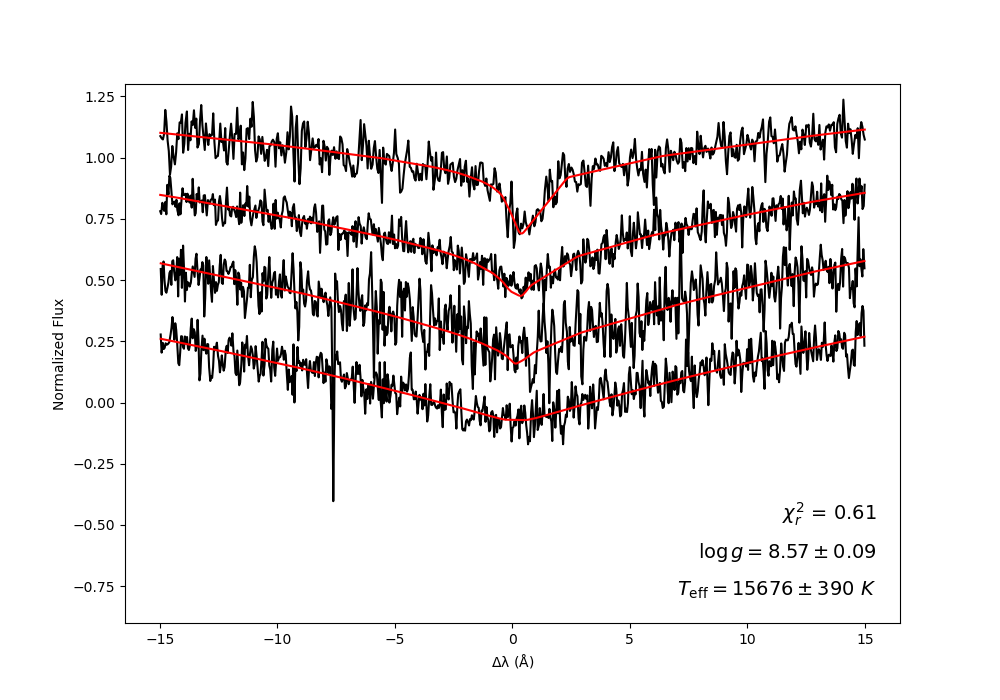 Normalized Flux
1.25
1.00
0.75
0.50
0.25
0.00
−0.25
−0.50
−0.75
χ²ᵣ = 0.61
log g = 8.57 ± 0.09
T_eff = 15676 ± 390 K
−15 −10 −5 0 5 10 15
Δλ (Å)